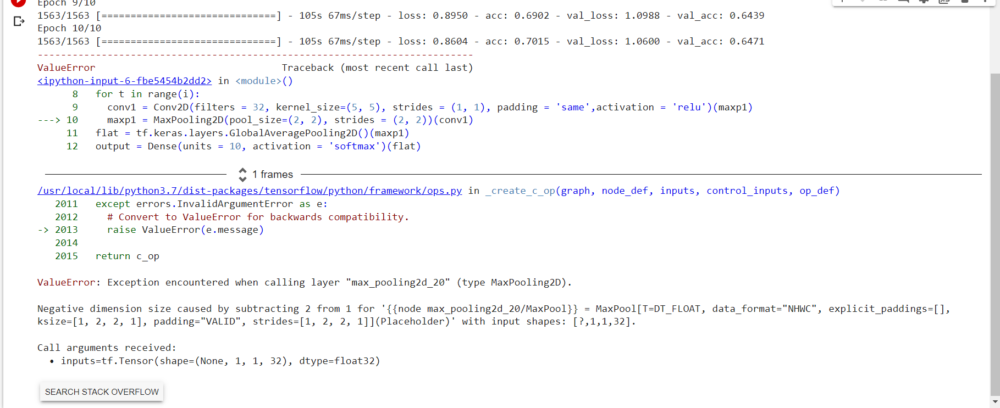 Epoch 9/10
1563/1563 [==============================] - 105s 67ms/step - loss: 0.8950 - acc: 0.6902 - val_loss: 1.0988 - val_acc: 0.6439
Epoch 10/10
1563/1563 [==============================] - 105s 67ms/step - loss: 0.8604 - acc: 0.7015 - val_loss: 1.0600 - val_acc: 0.6471
---------------------------------------------------------------------------
ValueError                                Traceback (most recent call last)
<ipython-input-6-fbe5454b2dd2> in <module>()
      8   for t in range(i):
      9     conv1 = Conv2D(filters = 32, kernel_size=(5, 5), strides = (1, 1), padding = 'same',activation = 'relu')(maxp1)
---> 10     maxp1 = MaxPooling2D(pool_size=(2, 2), strides = (2, 2))(conv1)
     11   flat = tf.keras.layers.GlobalAveragePooling2D()(maxp1)
     12   output = Dense(units = 10, activation = 'softmax')(flat)
1 frames
/usr/local/lib/python3.7/dist-packages/tensorflow/python/framework/ops.py in _create_c_op(graph, node_def, inputs, control_inputs, op_def)
   2011   except errors.InvalidArgumentError as e:
   2012     # Convert to ValueError for backwards compatibility.
-> 2013     raise ValueError(e.message)
   2014
   2015   return c_op
ValueError: Exception encountered when calling layer "max_pooling2d_20" (type MaxPooling2D).
Negative dimension size caused by subtracting 2 from 1 for '{{node max_pooling2d_20/MaxPool}} = MaxPool[T=DT_FLOAT, data_format="NHWC", explicit_paddings=[],
ksize=[1, 2, 2, 1], padding="VALID", strides=[1, 2, 2, 1]](Placeholder)' with input shapes: [?,1,1,32].
Call arguments received:
  • inputs=tf.Tensor(shape=(None, 1, 1, 32), dtype=float32)
SEARCH STACK OVERFLOW